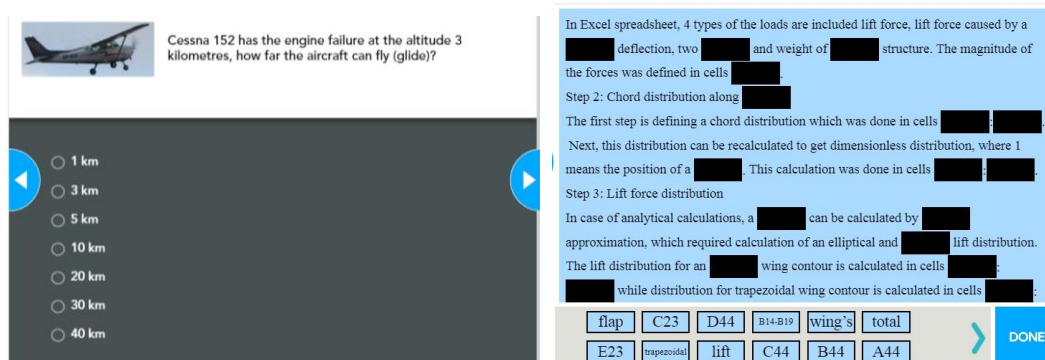 Cessna 152 has the engine failure at the altitude 3
kilometres, how far the aircraft can fly (glide)?
1 km
3 km
5 km
10 km
20 km
30 km
40 km
In Excel spreadsheet, 4 types of the loads are included lift force, lift force caused by a
deflection, two and weight of structure. The magnitude of
the forces was defined in cells .
Step 2: Chord distribution along
The first step is defining a chord distribution which was done in cells : .
Next, this distribution can be recalculated to get dimensionless distribution, where 1
means the position of a . This calculation was done in cells : .
Step 3: Lift force distribution
In case of analytical calculations, a can be calculated by
approximation, which required calculation of an elliptical and lift distribution.
The lift distribution for an wing contour is calculated in cells :
while distribution for trapezoidal wing contour is calculated in cells :
flap C23 D44 B14-B19 wing's total
E23 trapezoidal lift C44 B44 A44
DONE